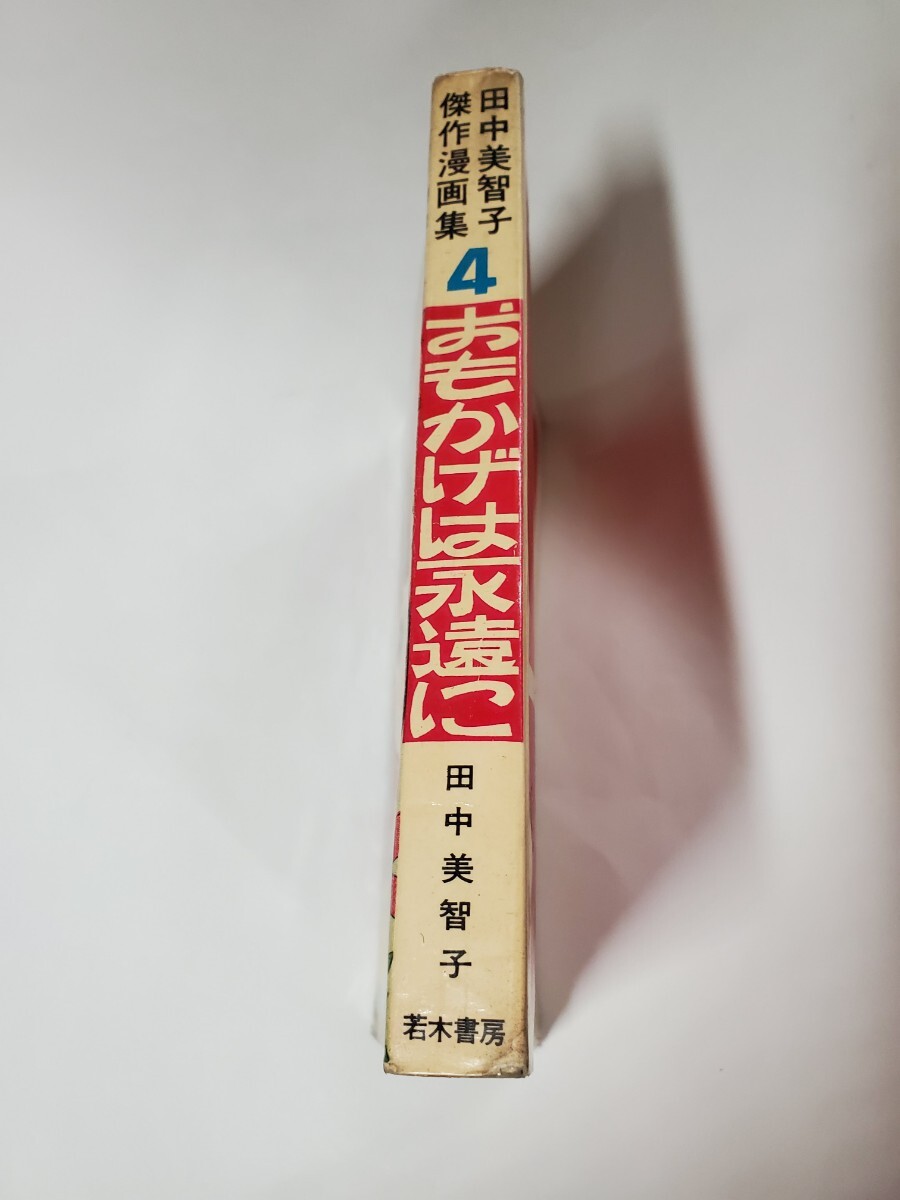 田中美智子
傑作漫画集
4
おもかげは永遠に
田中美智子
若木書房